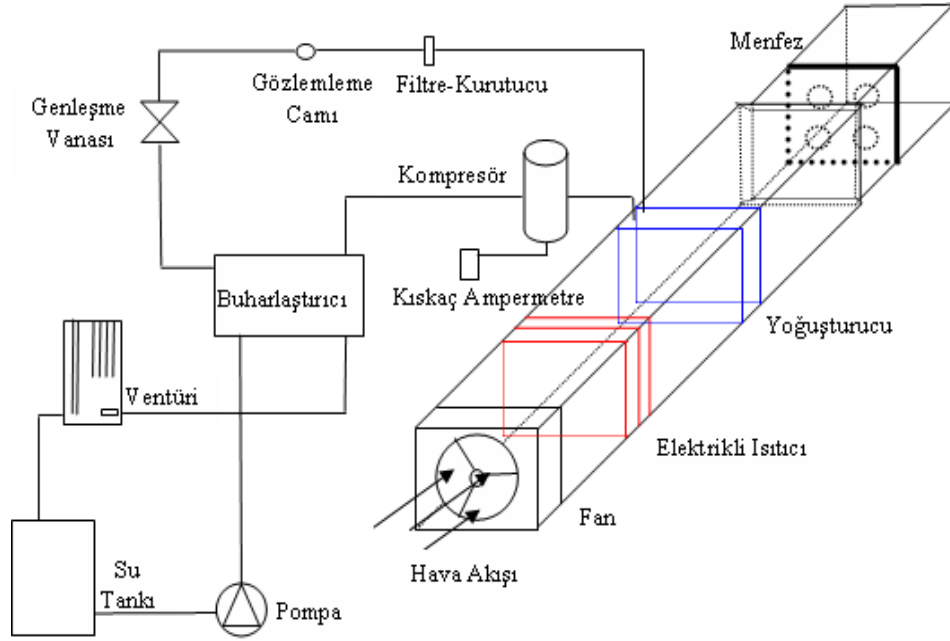 Menfez
Genleşme
Vanası
Gözlemleme
Camı
Filtre-Kurutucu
Kompresör
Buharlaştırıcı
Kıskaç Ampermetre
Yoğuşturucu
Ventüri
Elektrikli Isıtıcı
Fan
Hava Akışı
Su
Tankı
Pompa